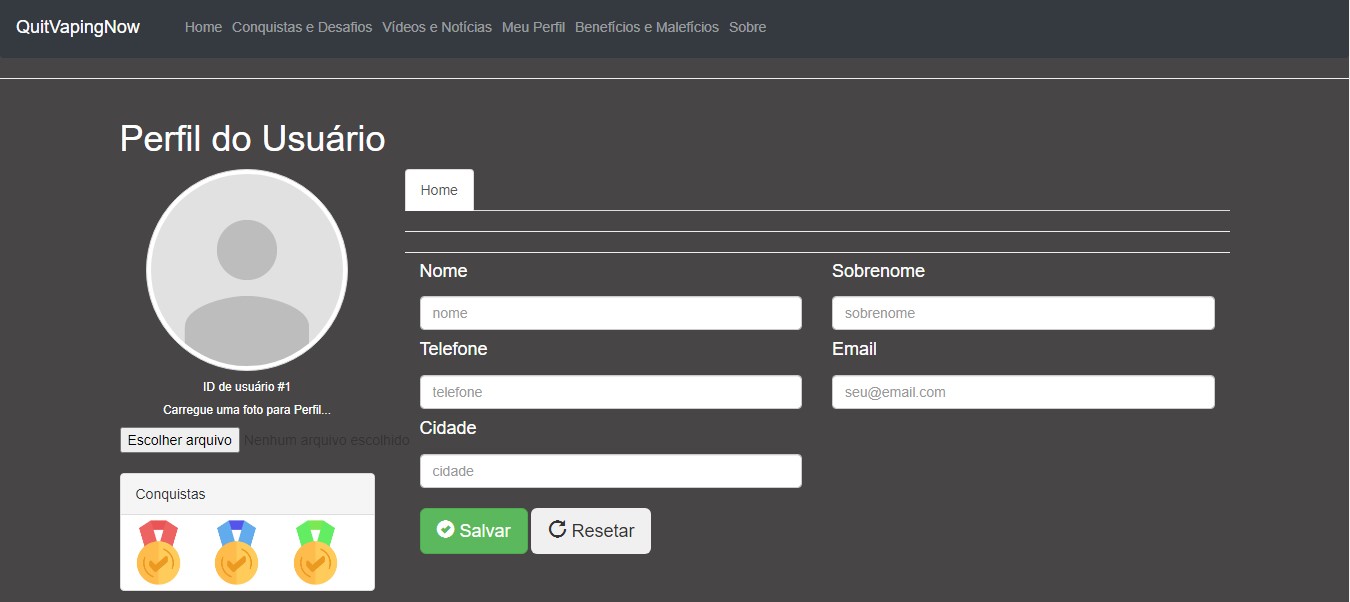 QuitVapingNow Home Conquistas e Desafios Vídeos e Notícias Meu Perfil Benefícios e Malefícios Sobre
Perfil do Usuário
ID de usuário #1
Carregue uma foto para Perfil...
Escolher arquivo Nenhum arquivo escolhido
Conquistas
Home
Nome Sobrenome
nome sobrenome
Telefone Email
telefone seu@email.com
Cidade
cidade
Salvar Resetar